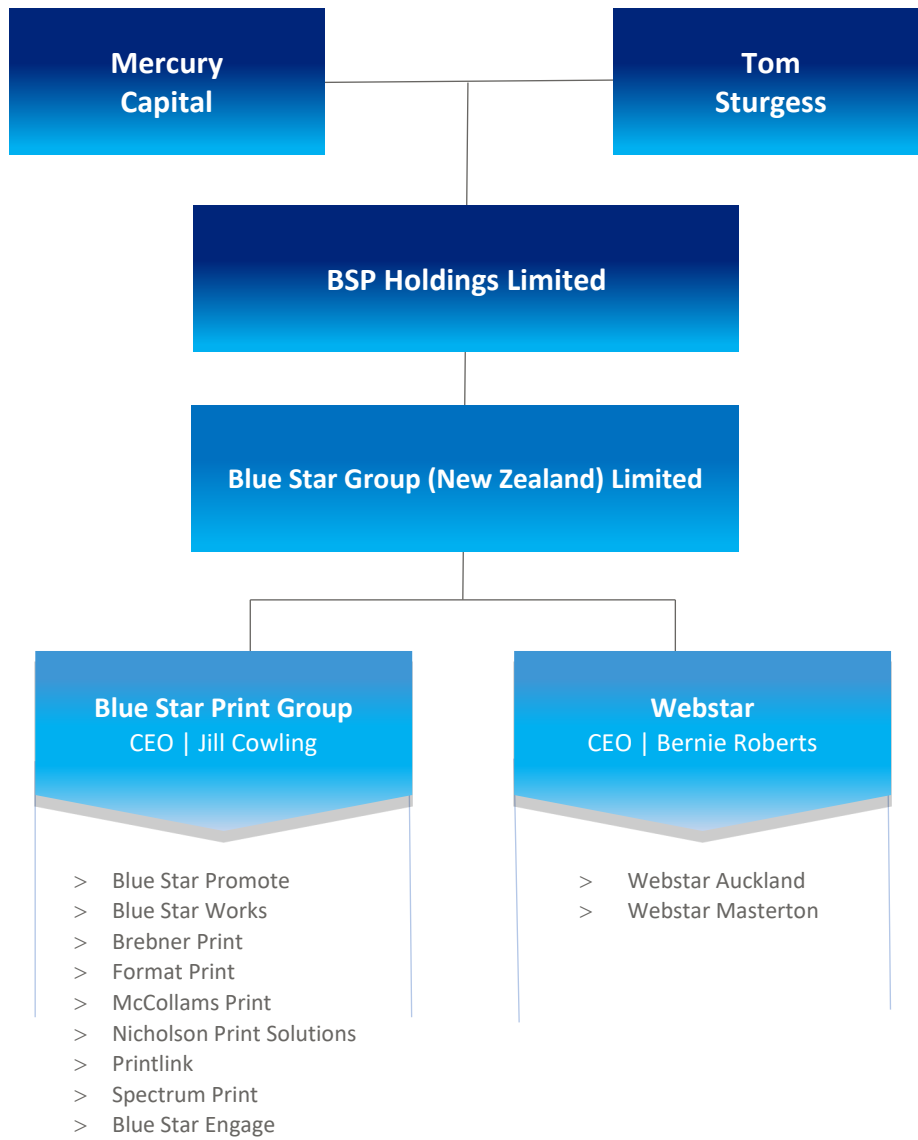 Mercury
Capital
Tom
Sturgess
BSP Holdings Limited
Blue Star Group (New Zealand) Limited
Blue Star Print Group
CEO | Jill Cowling
> Blue Star Promote
> Blue Star Works
> Brebner Print
> Format Print
> McCollams Print
> Nicholson Print Solutions
> Printlink
> Spectrum Print
> Blue Star Engage
Webstar
CEO | Bernie Roberts
> Webstar Auckland
> Webstar Masterton